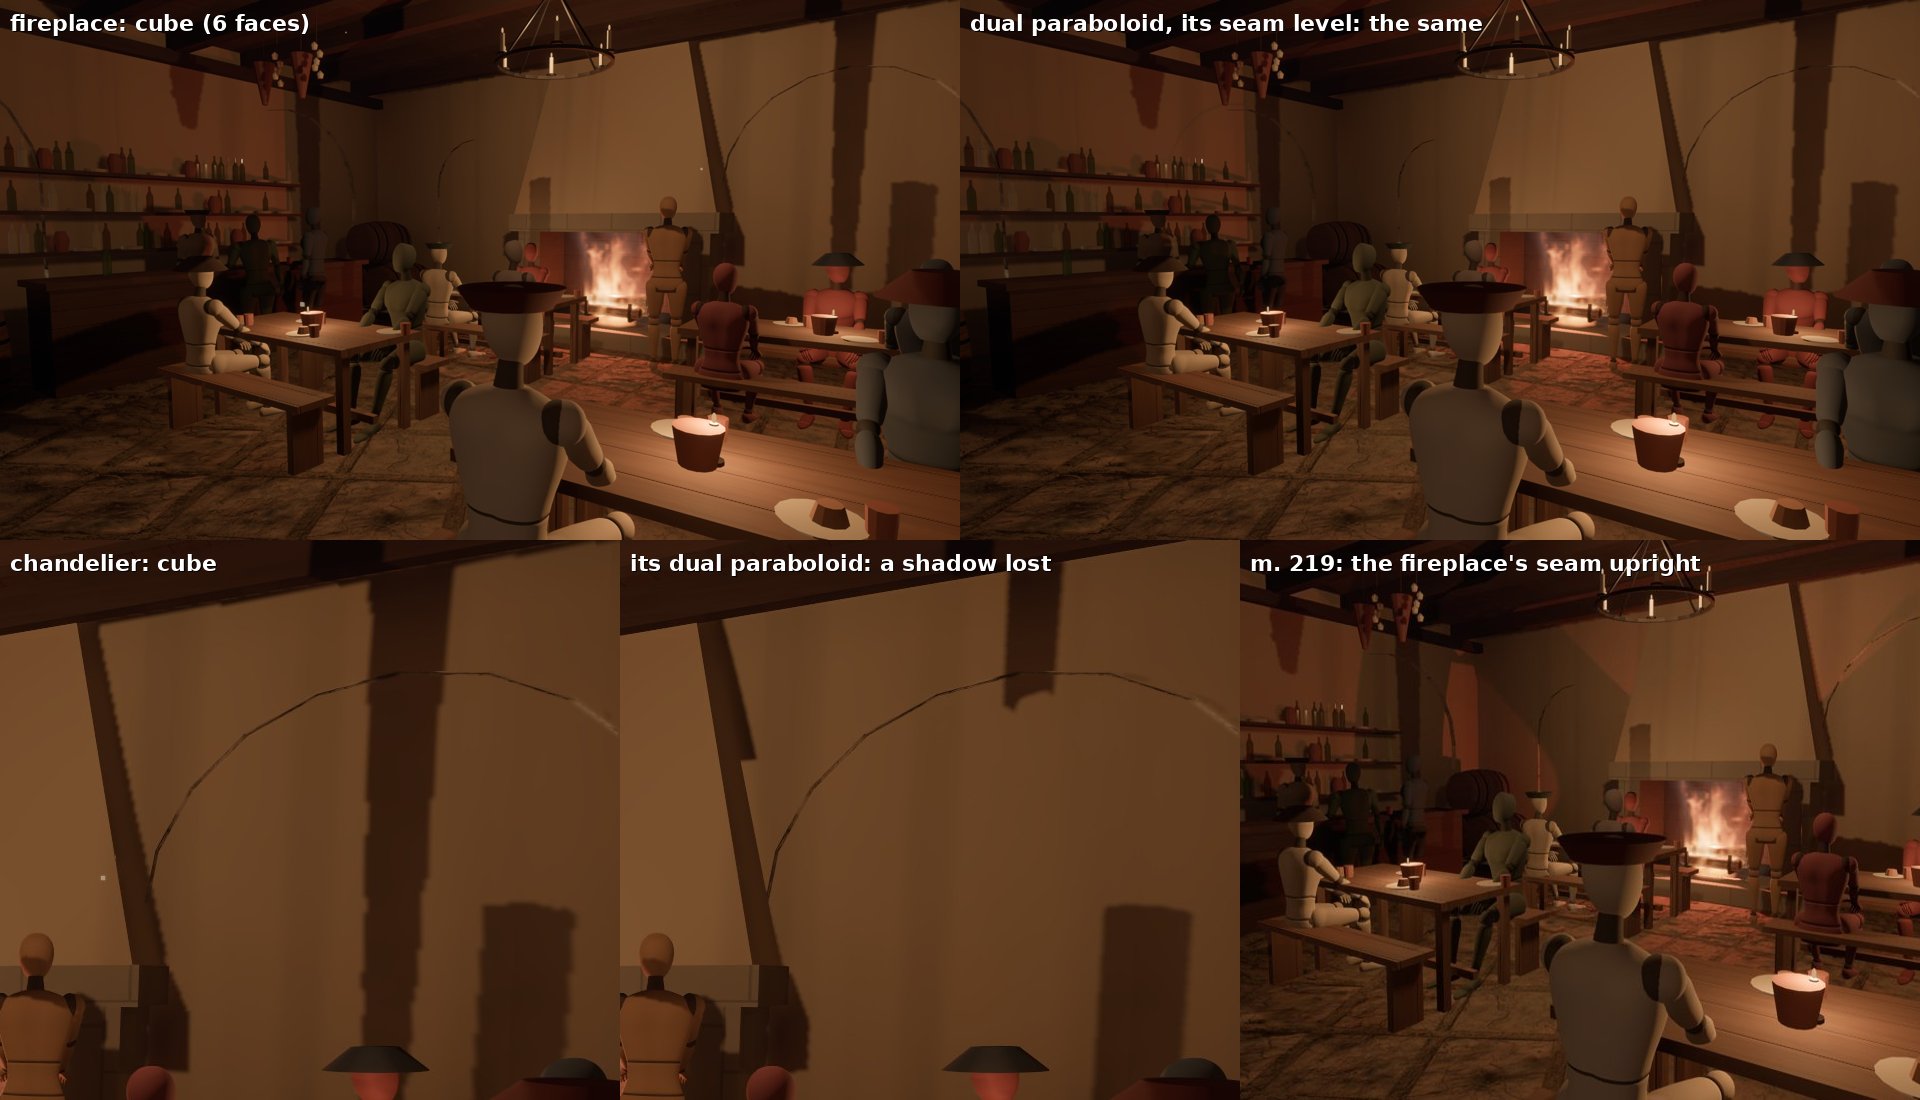 fireplace: cube (6 faces)
dual paraboloid, its seam level: the same
chandelier: cube
its dual paraboloid: a shadow lost
m. 219: the fireplace's seam upright